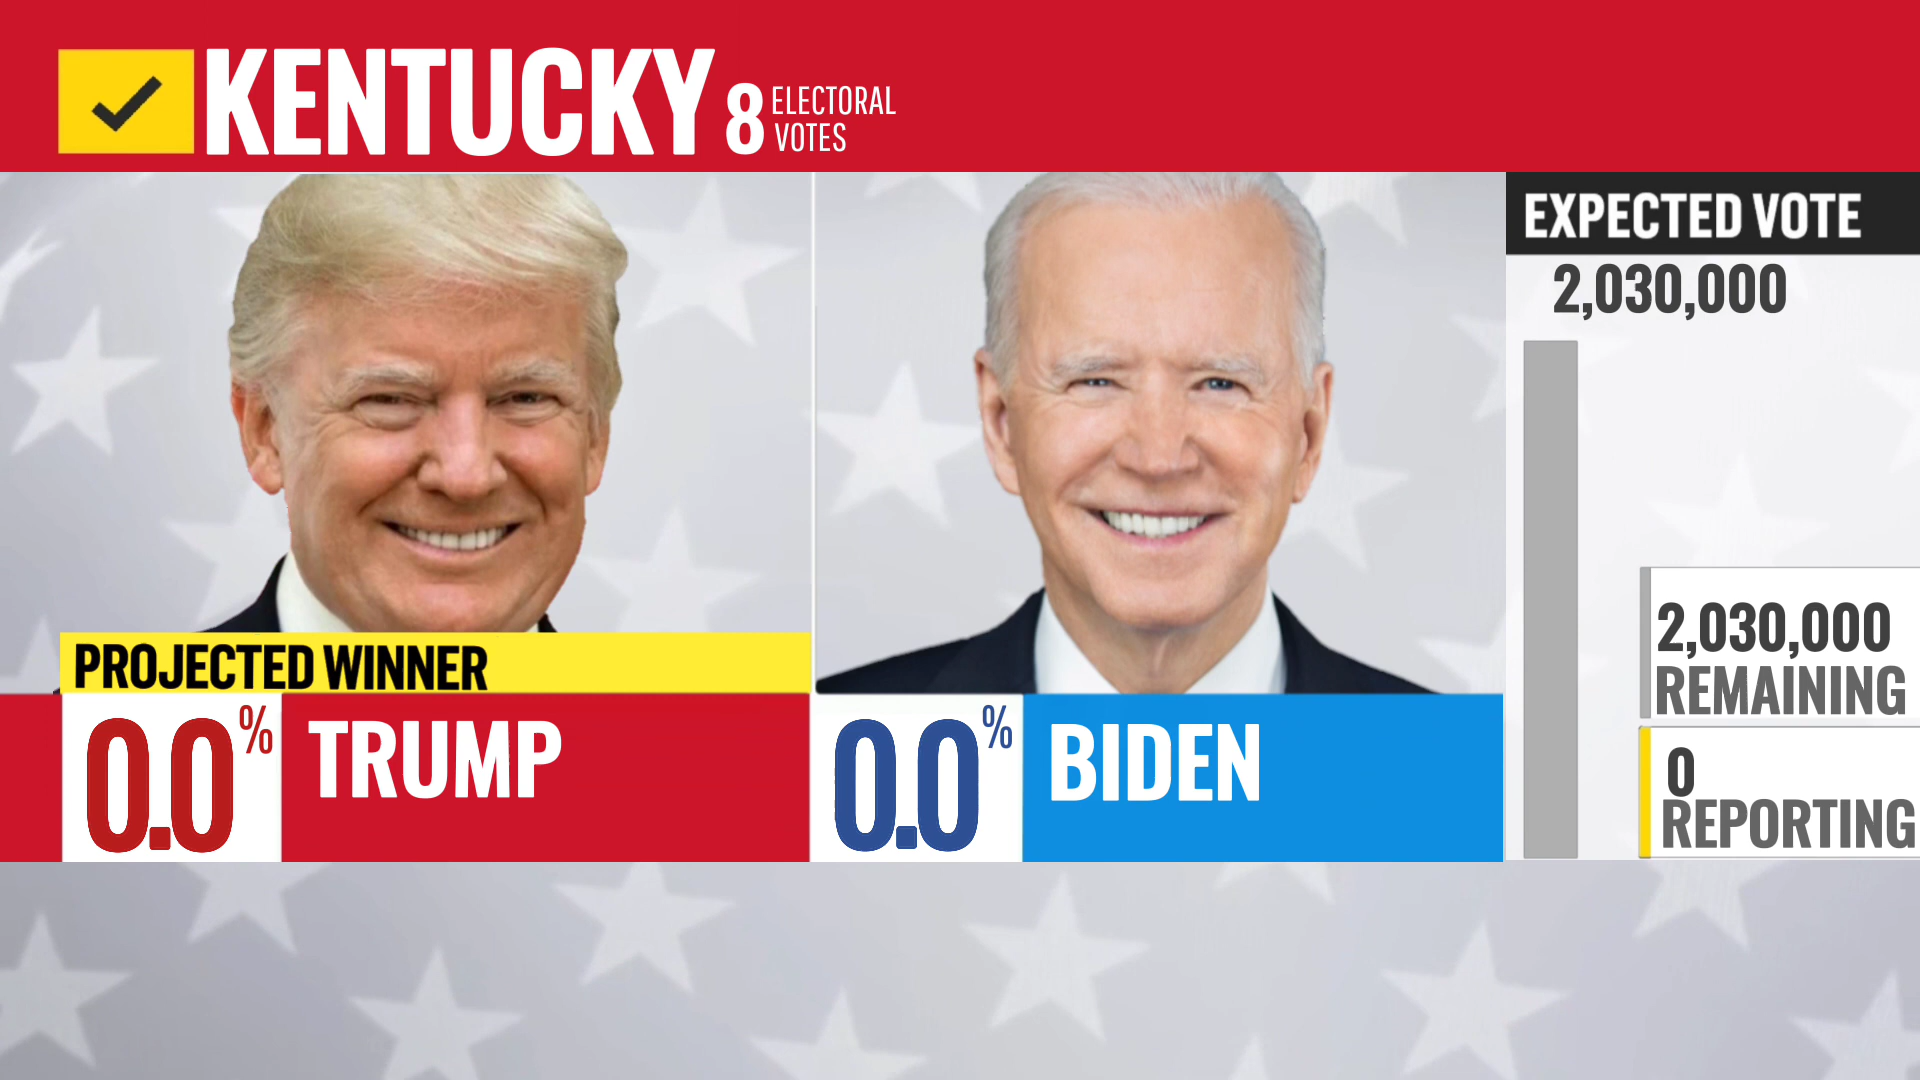 KENTUCKY 8 ELECTORAL
VOTES
EXPECTED VOTE
2,030,000
2,030,000
REMAINING
0
REPORTING
PROJECTED WINNER
0.0% TRUMP
0.0% BIDEN